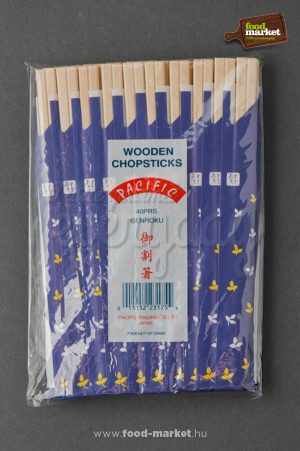 food
market
WOODEN
CHOPSTICKS
PACIFIC
40PRS
GENROKU
御割箸
PACIFIC TRADING CO., LTD.
JAPAN
PRODUCT OF CHINA
www.food-market.hu